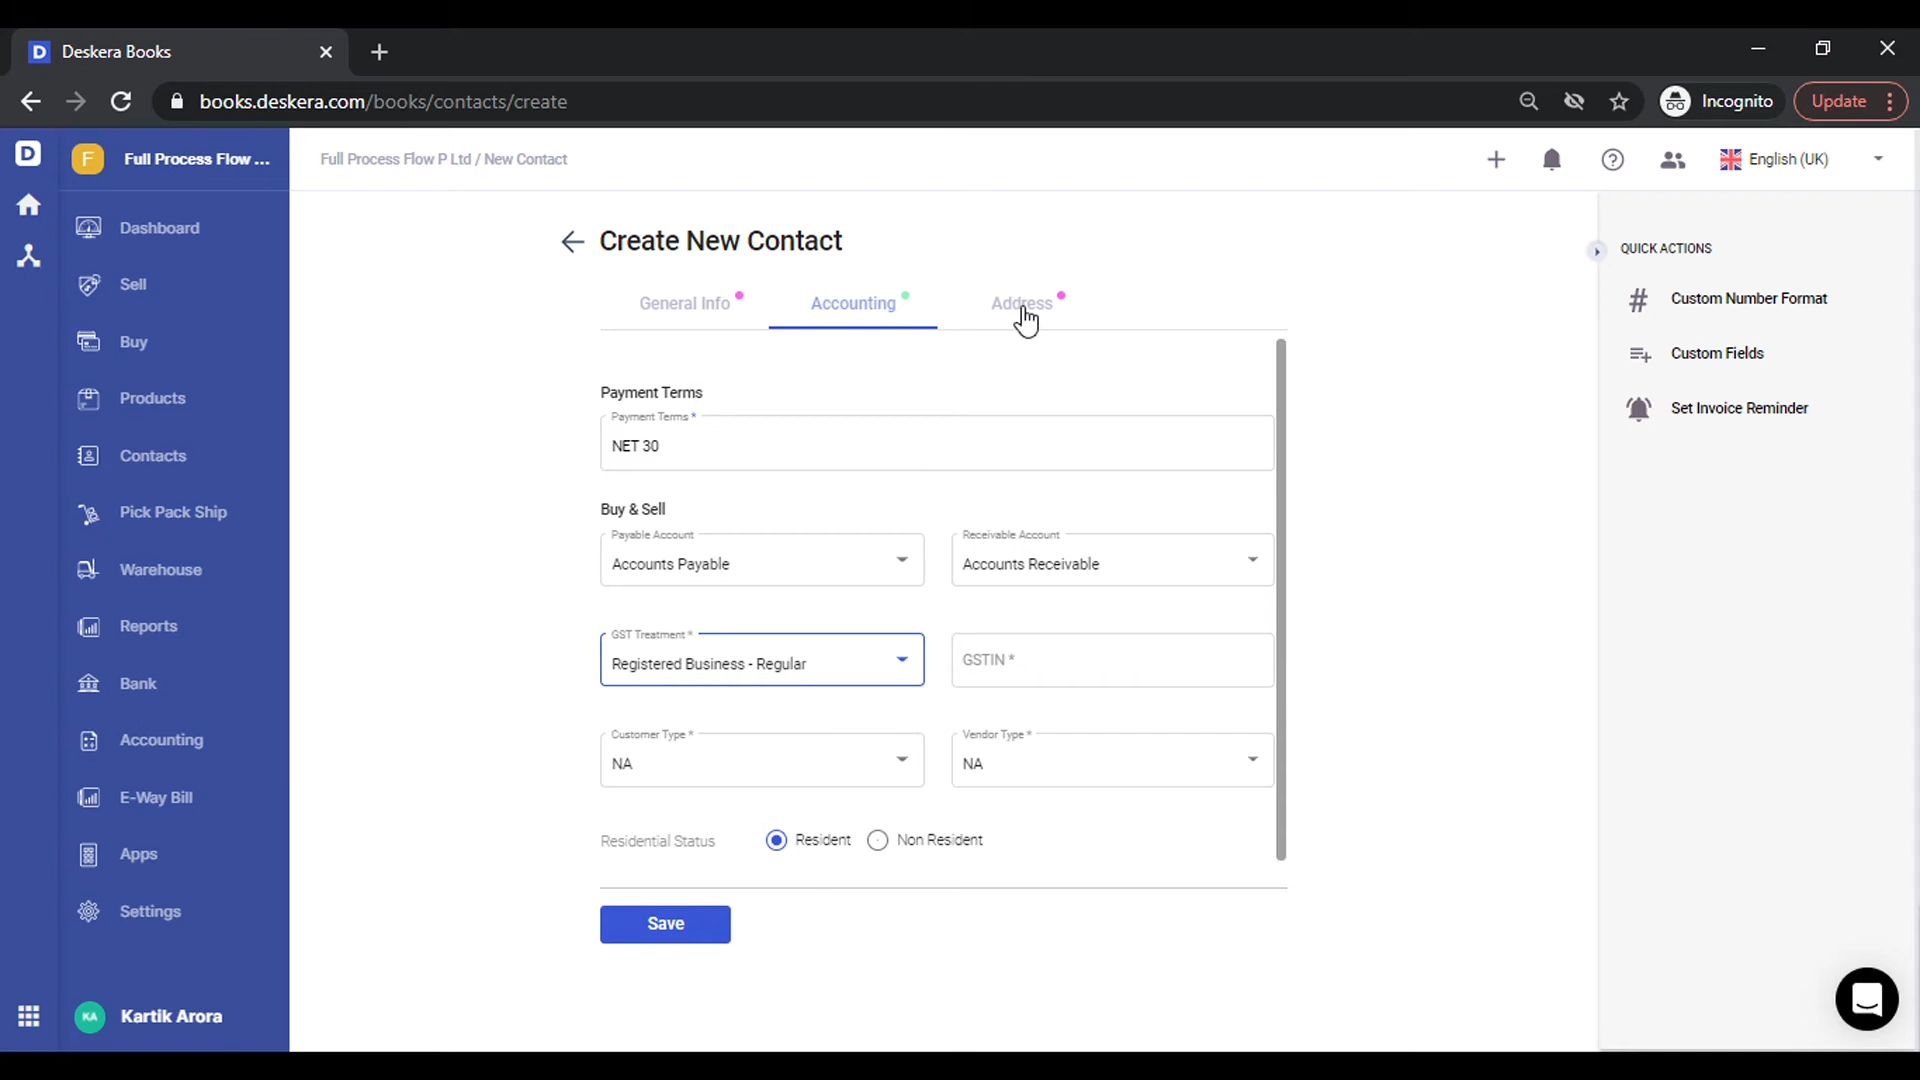 Deskera Books
books.deskera.com/books/contacts/create
Incognito
Update
D
F
Full Process Flow ...
Full Process Flow P Ltd / New Contact
English (UK)
Dashboard
Sell
Buy
Products
Contacts
Pick Pack Ship
Warehouse
Reports
Bank
Accounting
E-Way Bill
Apps
Settings
KA
Kartik Arora
Create New Contact
General Info
Accounting
Address
Payment Terms
Payment Terms *
NET 30
Buy & Sell
Payable Account
Accounts Payable
Receivable Account
Accounts Receivable
GST Treatment *
Registered Business - Regular
GSTIN *
Customer Type *
NA
Vendor Type *
NA
Residential Status
Resident
Non Resident
Save
QUICK ACTIONS
Custom Number Format
Custom Fields
Set Invoice Reminder